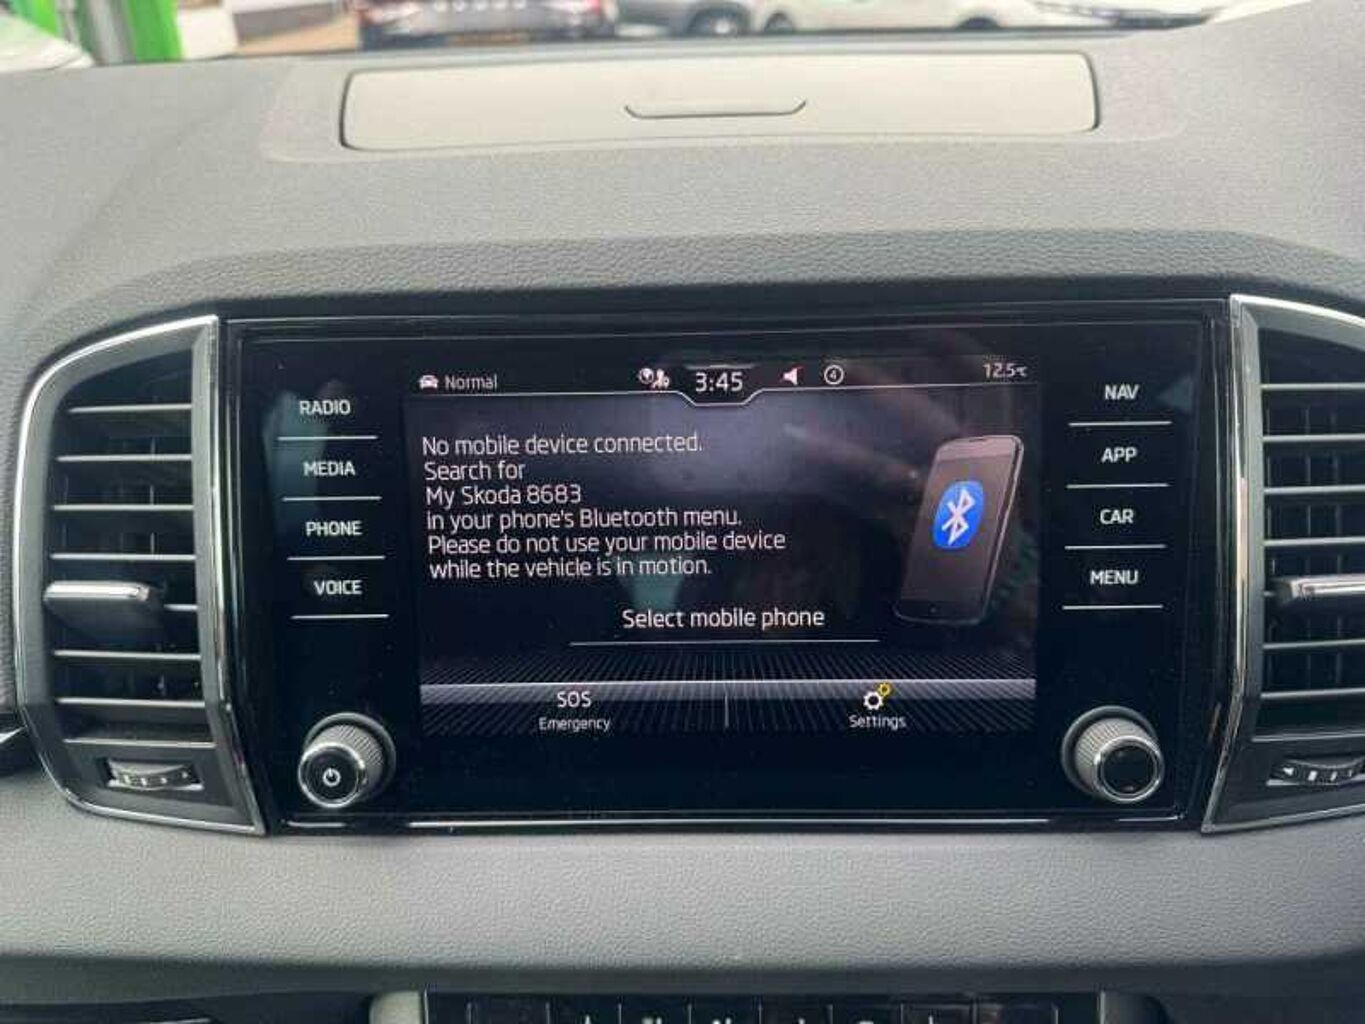 Normal
3:45
4
12.5°C
RADIO
MEDIA
PHONE
VOICE
No mobile device connected.
Search for
My Skoda 8683
in your phone's Bluetooth menu.
Please do not use your mobile device
while the vehicle is in motion.
Select mobile phone
SOS
Emergency
Settings
NAV
APP
CAR
MENU